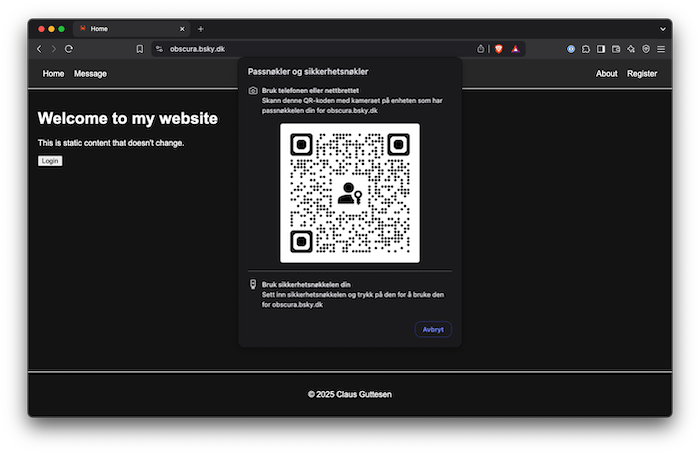 Home
obscura.bsky.dk
Home Message About Register
Passnøkler og sikkerhetsnøkler
Bruk telefonen eller nettbrettet
Skann denne QR-koden med kameraet på enheten som har
passnøkkelen din for obscura.bsky.dk
Welcome to my website
This is static content that doesn't change.
Login
Bruk sikkerhetsnøkkelen din
Sett inn sikkerhetsnøkkelen og trykk på den for å bruke den
for obscura.bsky.dk
Avbryt
© 2025 Claus Guttesen